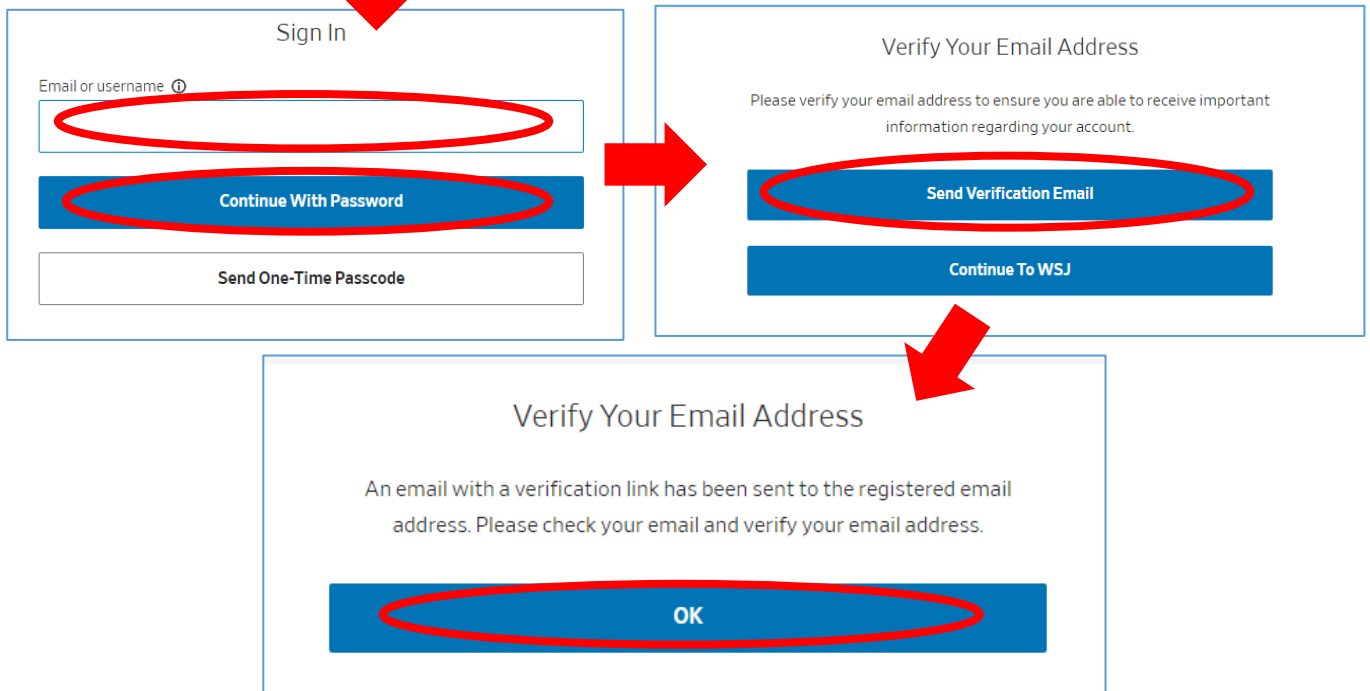 Sign In
Email or username
Continue With Password
Send One-Time Passcode
Verify Your Email Address
Please verify your email address to ensure you are able to receive important
information regarding your account.
Send Verification Email
Continue To WSJ
Verify Your Email Address
An email with a verification link has been sent to the registered email
address. Please check your email and verify your email address.
OK